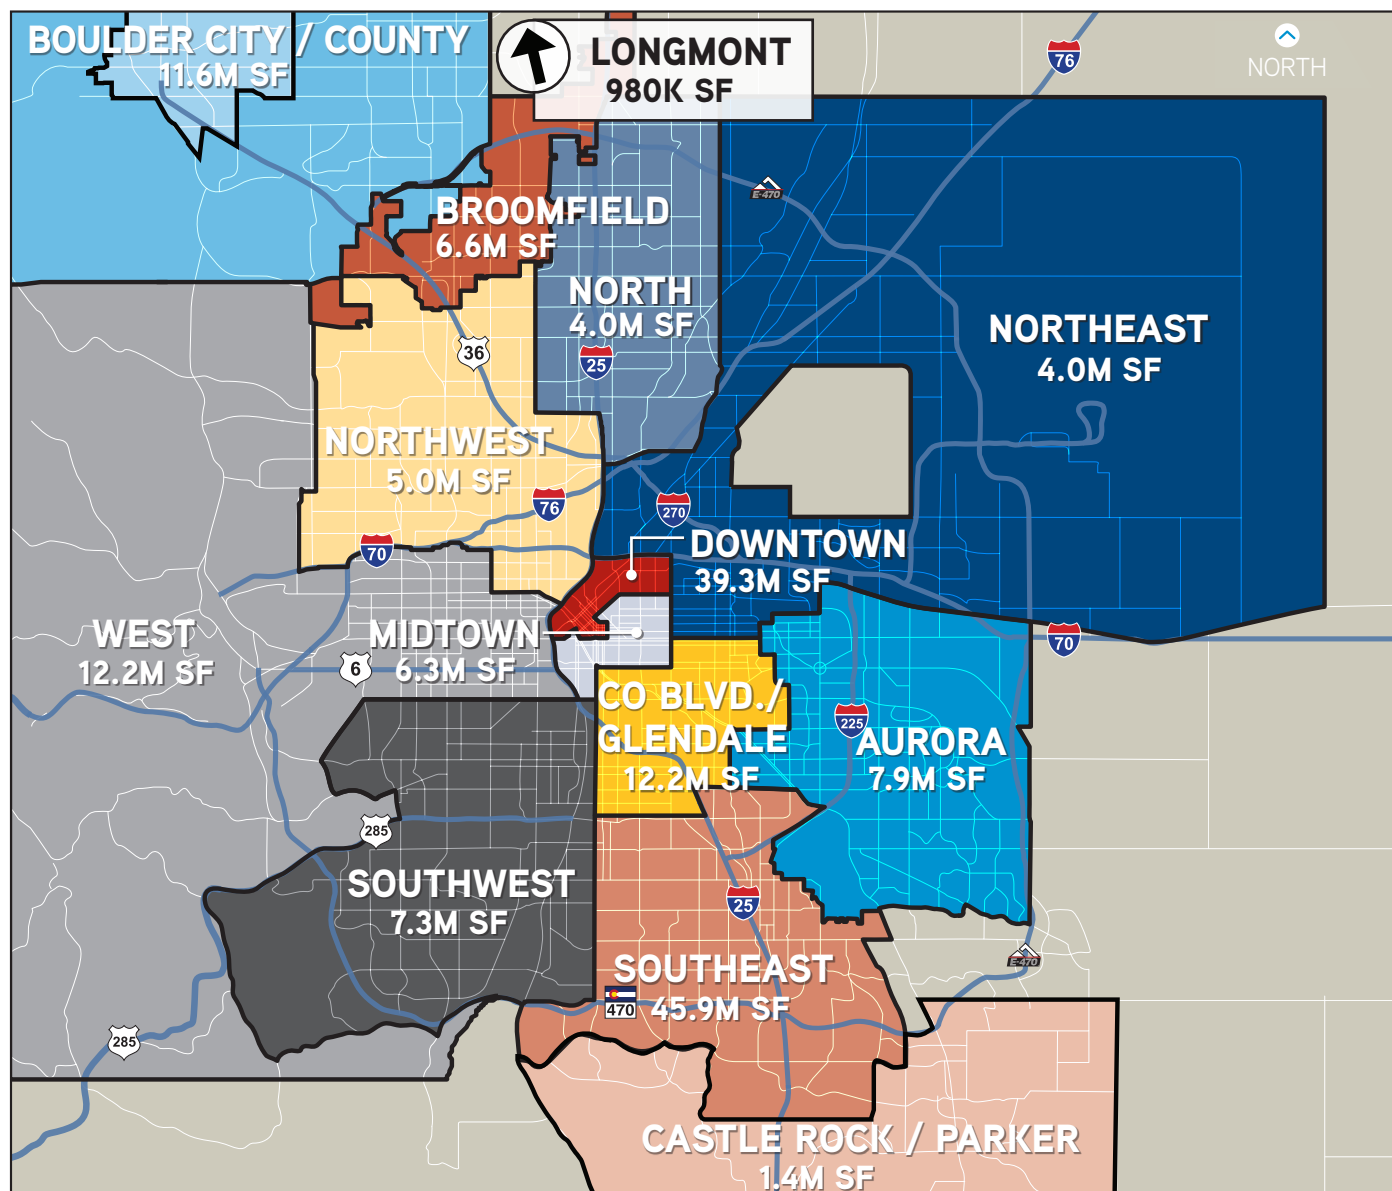 BOULDER CITY / COUNTY
11.6M SF
LONGMONT
980K SF
76
NORTH
E-470
BROOMFIELD
6.6M SF
NORTH
4.0M SF
25
36
NORTHEAST
4.0M SF
NORTHWEST
5.0M SF
76
270
70
DOWNTOWN
39.3M SF
WEST
12.2M SF
MIDTOWN
6.3M SF
6
70
CO BLVD./
GLENDALE
12.2M SF
225
AURORA
7.9M SF
285
SOUTHWEST
7.3M SF
25
SOUTHEAST
45.9M SF
470
E-470
285
CASTLE ROCK / PARKER
1.4M SF